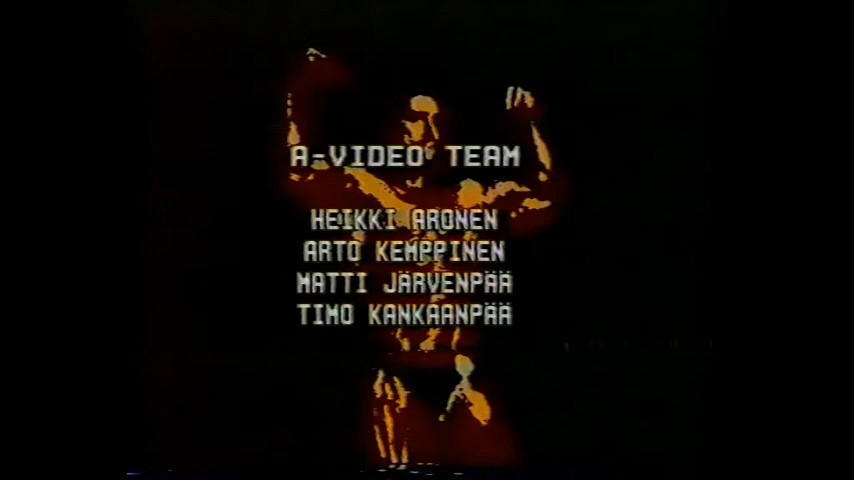 A-VIDEO TEAM
HEIKKI ARONEN
ARTO KEMPPINEN
MATTI JÄRVENPÄÄ
TIMO KANKAANPÄÄ